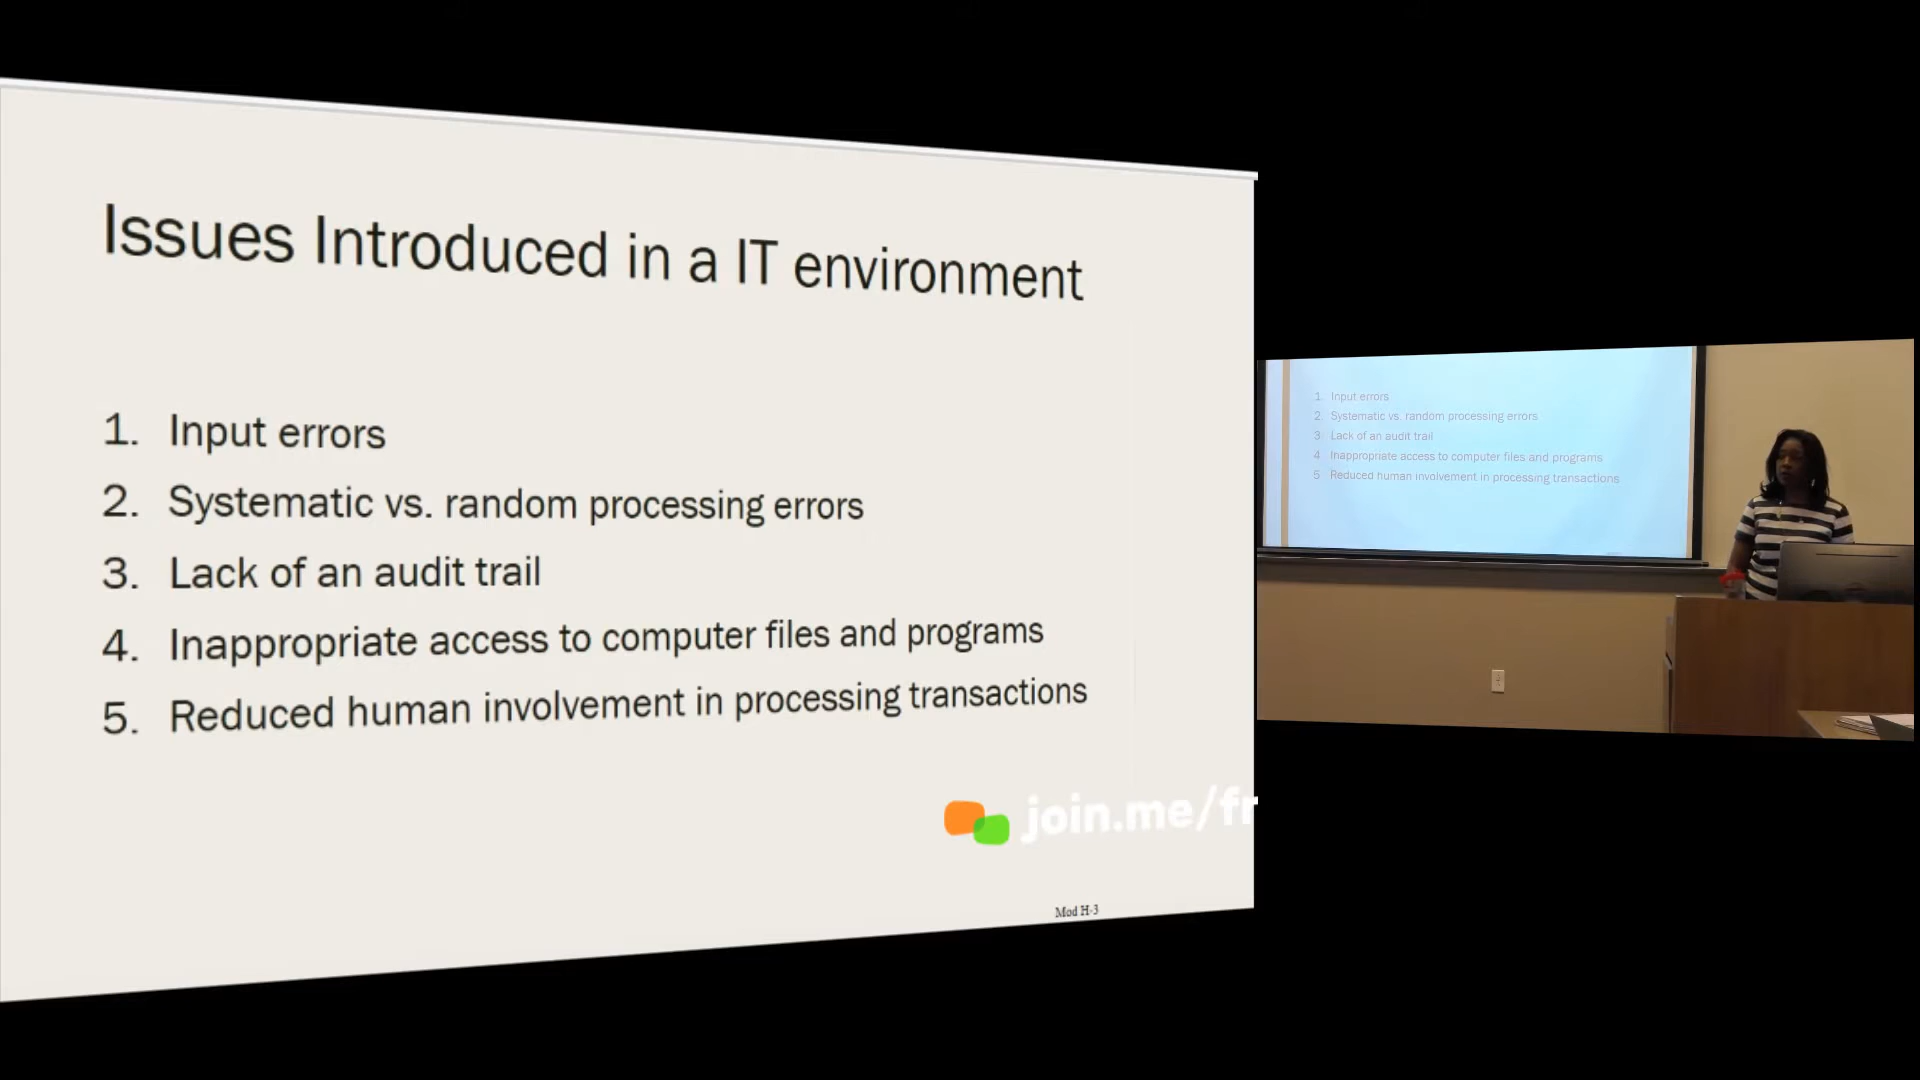 Issues Introduced in a IT environment
1. Input errors
2. Systematic vs. random processing errors
3. Lack of an audit trail
4. Inappropriate access to computer files and programs
5. Reduced human involvement in processing transactions
join.me/fr
Mod H-3
1. Input errors
2. Systematic vs. random processing errors
3 Lack of an audit trail
4 Inappropriate access to computer files and programs
5 Reduced human involvement in processing transactions